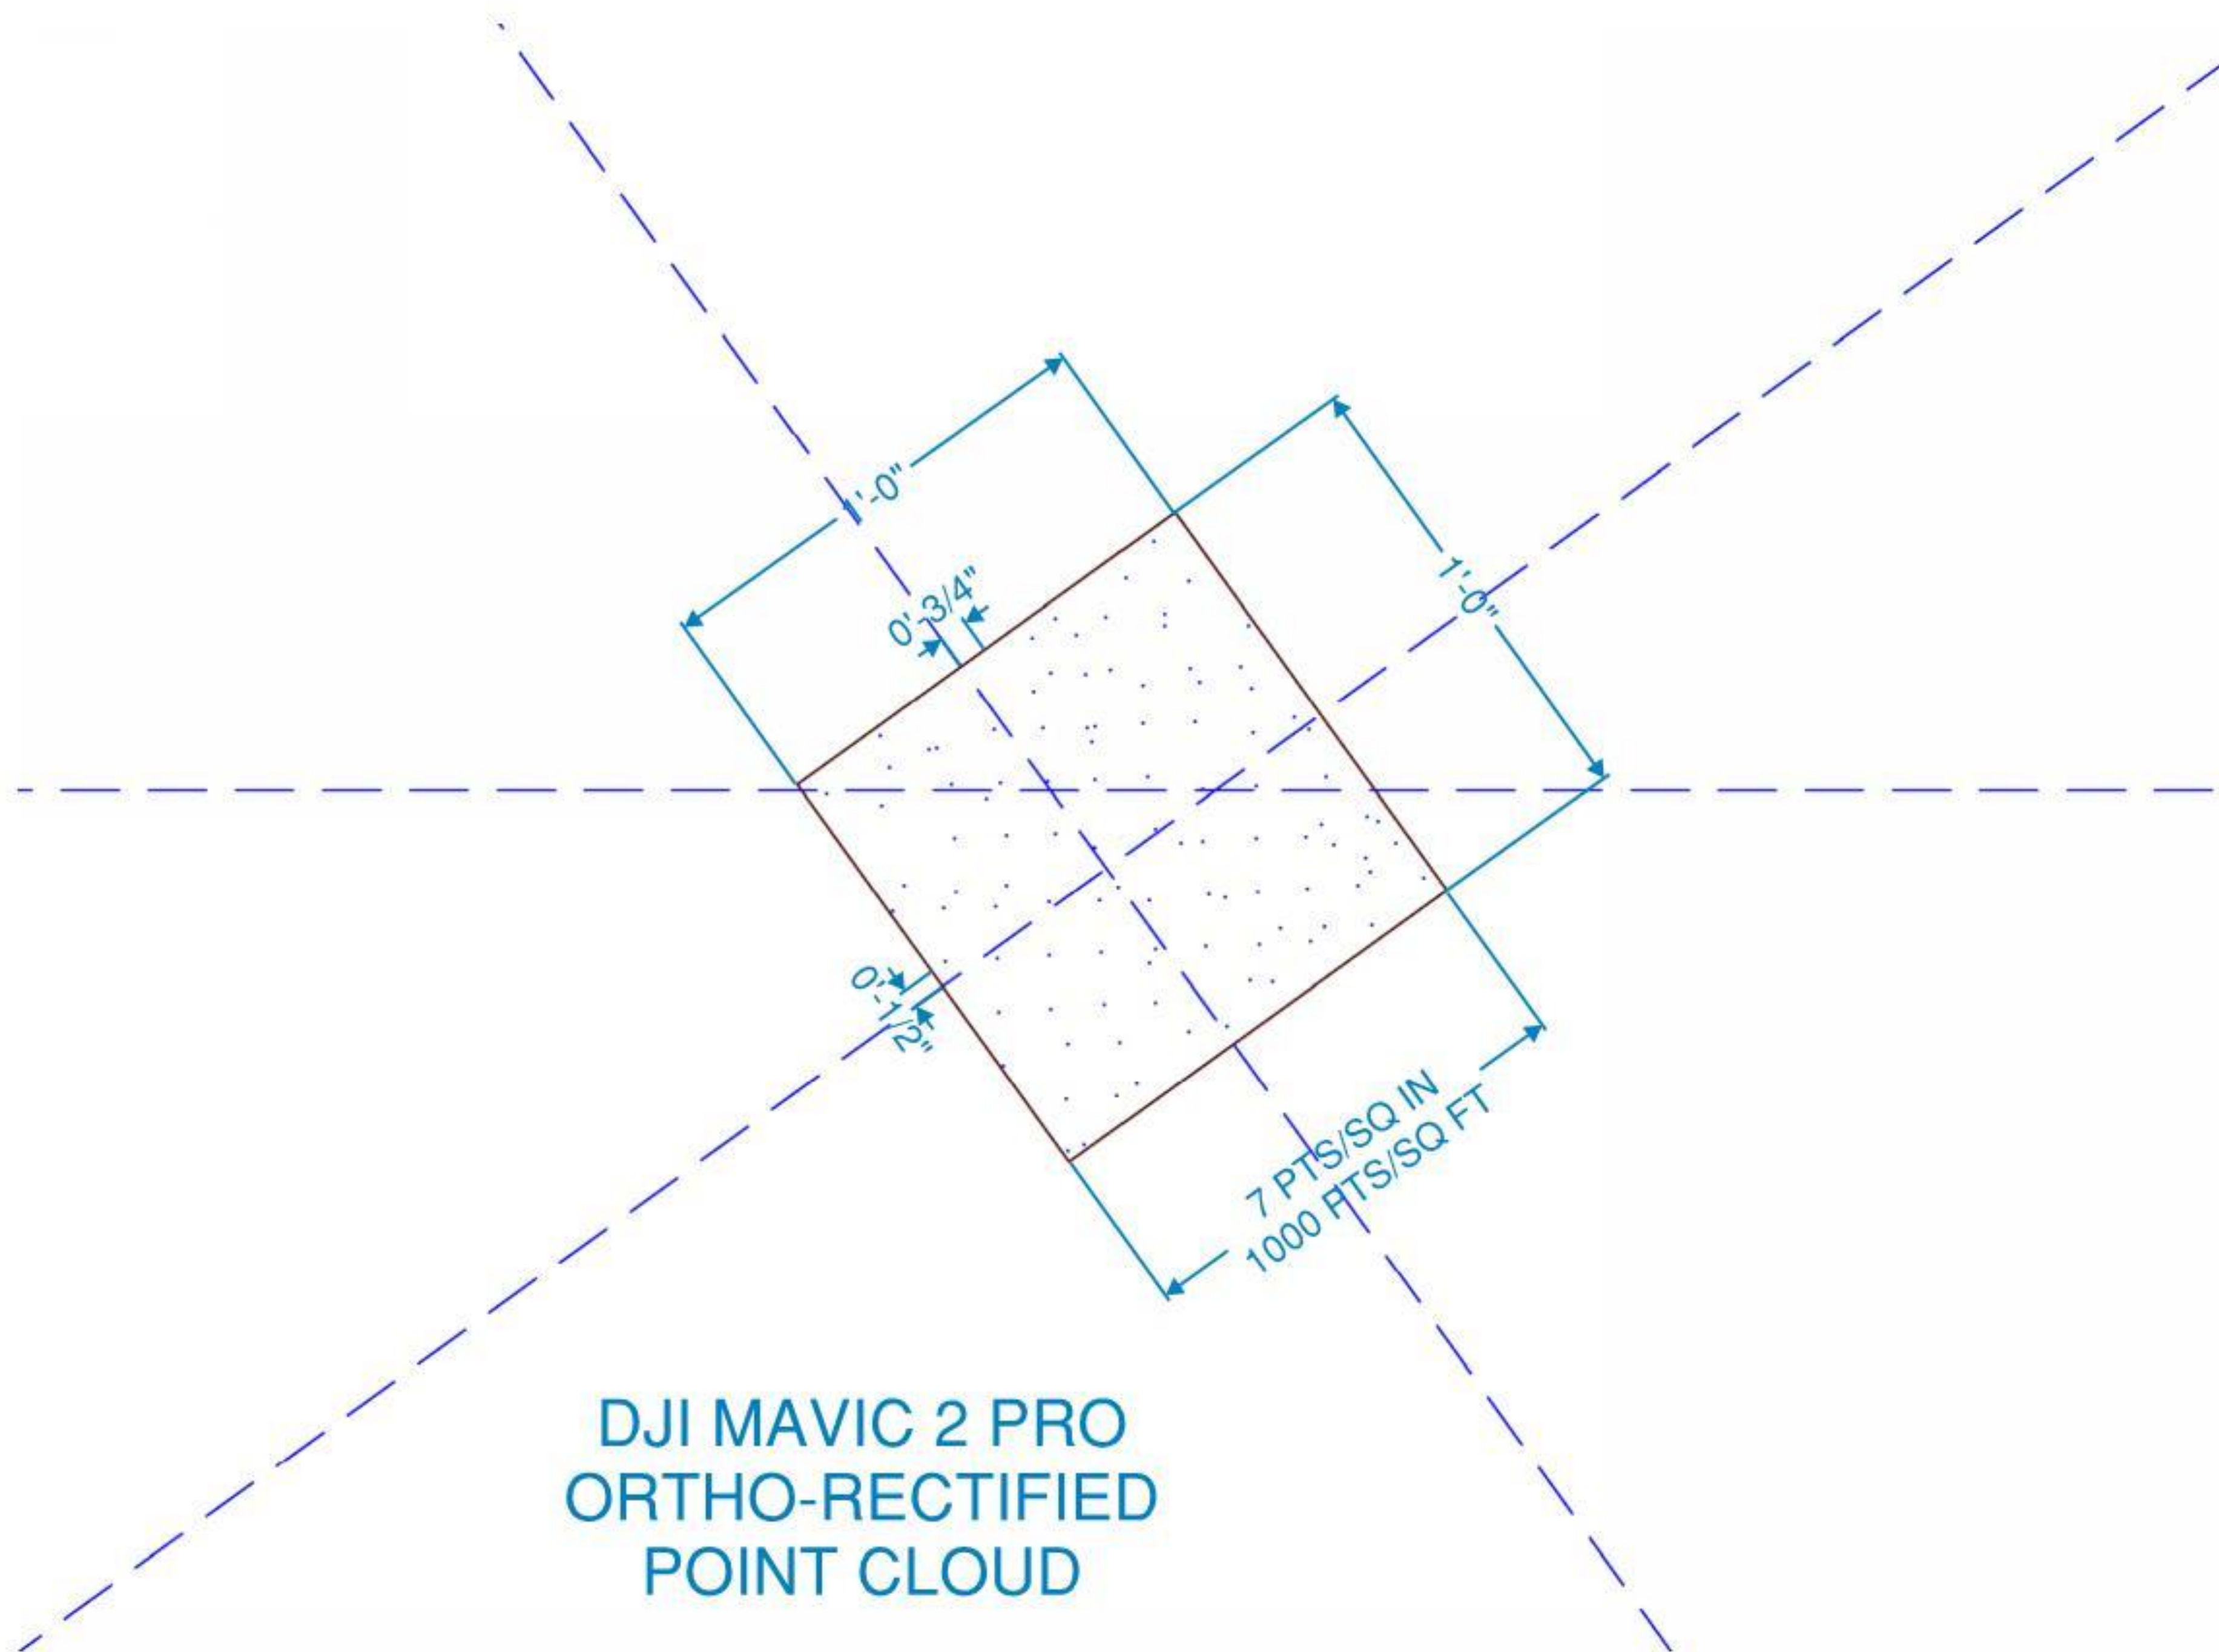 1'-0"
1'-0"
0'-3/4"
0'-1/2"
7 PTS/SQ IN
1000 PTS/SQ FT
DJI MAVIC 2 PRO
ORTHO-RECTIFIED
POINT CLOUD